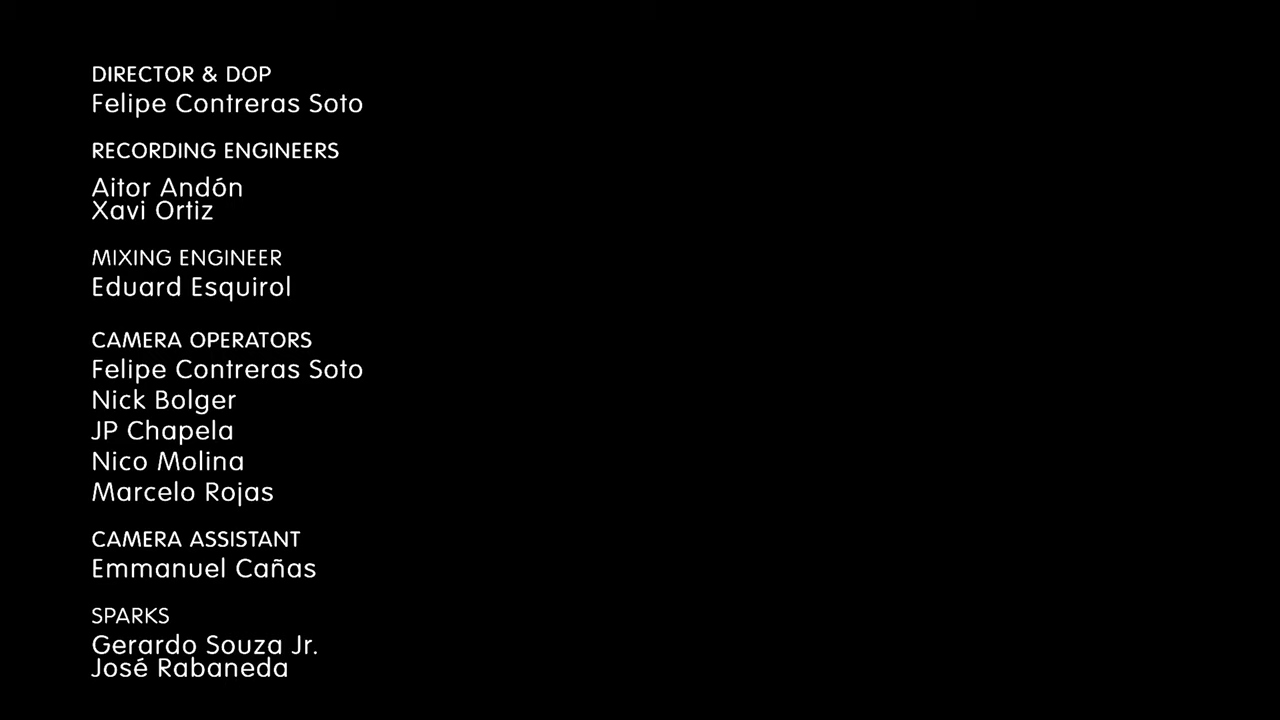 DIRECTOR & DOP
Felipe Contreras Soto
RECORDING ENGINEERS
Aitor Andón
Xavi Ortiz
MIXING ENGINEER
Eduard Esquirol
CAMERA OPERATORS
Felipe Contreras Soto
Nick Bolger
JP Chapela
Nico Molina
Marcelo Rojas
CAMERA ASSISTANT
Emmanuel Cañas
SPARKS
Gerardo Souza Jr.
José Rabaneda